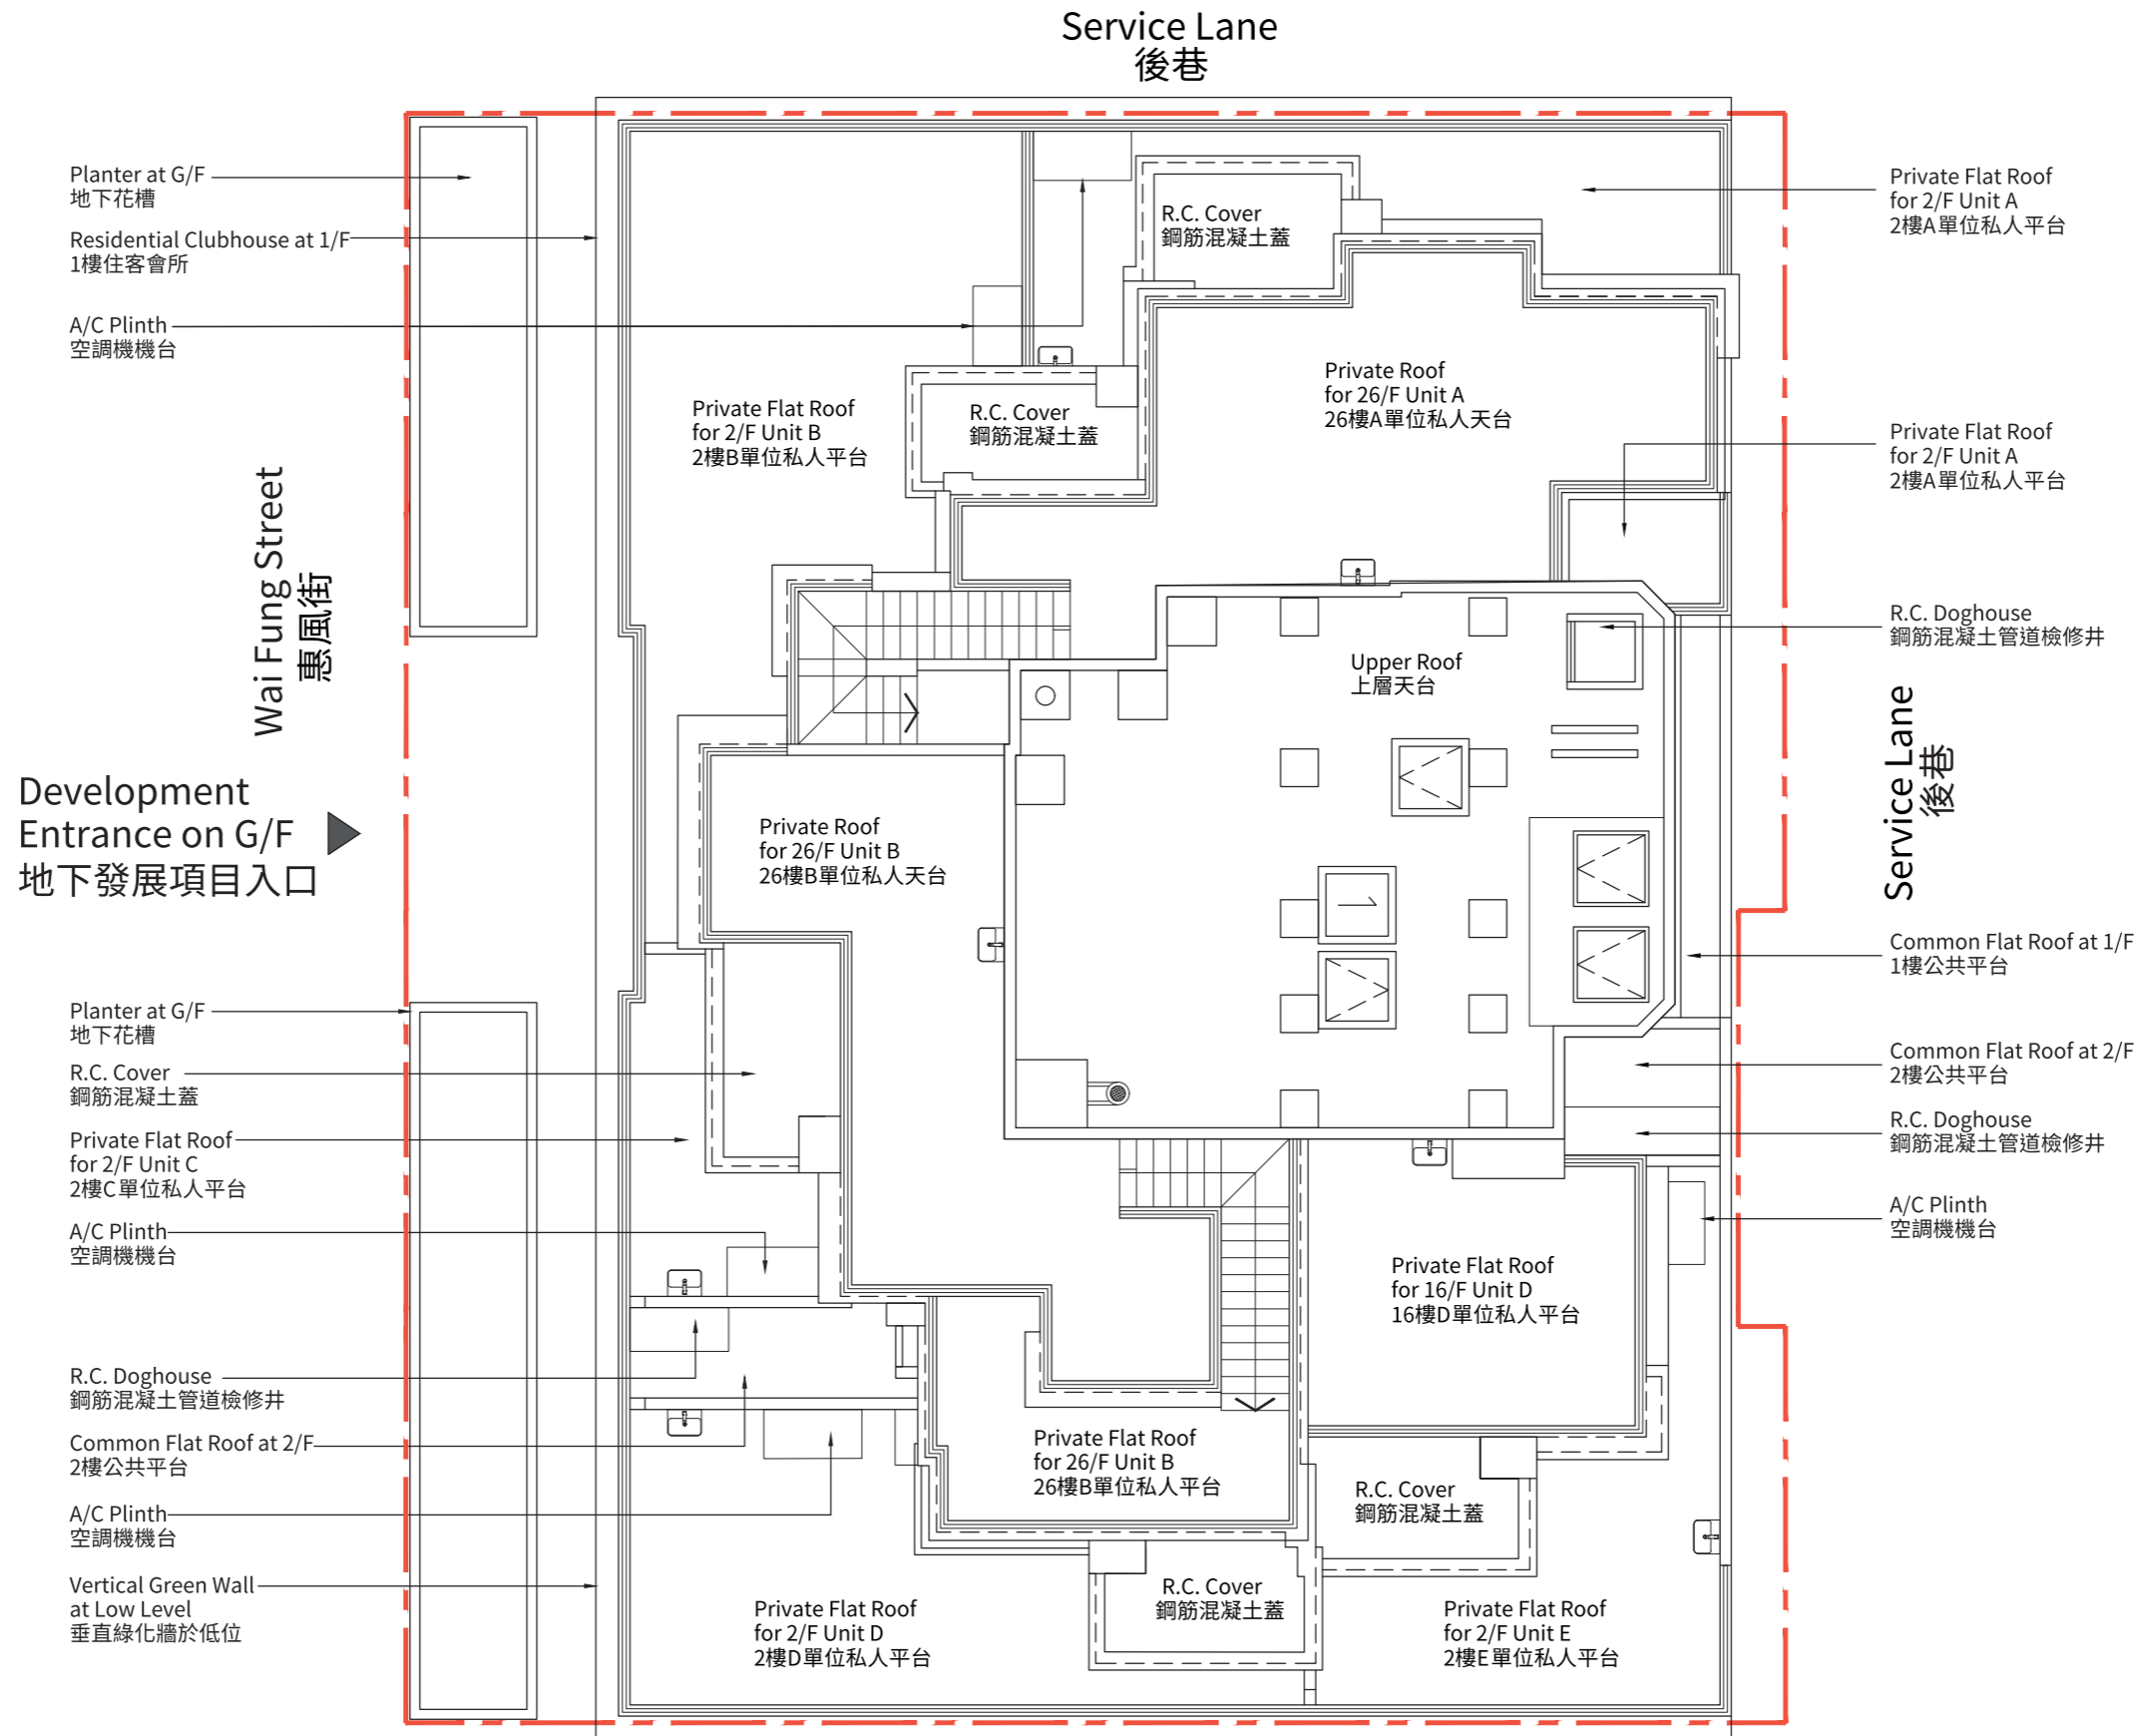 Service Lane
後巷
Planter at G/F
地下花槽
Residential Clubhouse at 1/F
1樓住客會所
A/C Plinth
空調機機台
Wai Fung Street
惠風街
Development
Entrance on G/F
地下發展項目入口
Planter at G/F
地下花槽
R.C. Cover
鋼筋混凝土蓋
Private Flat Roof
for 2/F Unit C
2樓C單位私人平台
A/C Plinth
空調機機台
R.C. Doghouse
鋼筋混凝土管道檢修井
Common Flat Roof at 2/F
2樓公共平台
A/C Plinth
空調機機台
Vertical Green Wall
at Low Level
垂直綠化牆於低位
R.C. Cover
鋼筋混凝土蓋
Private Flat Roof
for 2/F Unit B
2樓B單位私人平台
R.C. Cover
鋼筋混凝土蓋
Private Roof
for 26/F Unit A
26樓A單位私人天台
Upper Roof
上層天台
Private Roof
for 26/F Unit B
26樓B單位私人天台
Private Flat Roof
for 16/F Unit D
16樓D單位私人平台
Private Flat Roof
for 26/F Unit B
26樓B單位私人平台
R.C. Cover
鋼筋混凝土蓋
R.C. Cover
鋼筋混凝土蓋
Private Flat Roof
for 2/F Unit D
2樓D單位私人平台
Private Flat Roof
for 2/F Unit E
2樓E單位私人平台
Private Flat Roof
for 2/F Unit A
2樓A單位私人平台
Private Flat Roof
for 2/F Unit A
2樓A單位私人平台
R.C. Doghouse
鋼筋混凝土管道檢修井
Service Lane
後巷
Common Flat Roof at 1/F
1樓公共平台
Common Flat Roof at 2/F
2樓公共平台
R.C. Doghouse
鋼筋混凝土管道檢修井
A/C Plinth
空調機機台